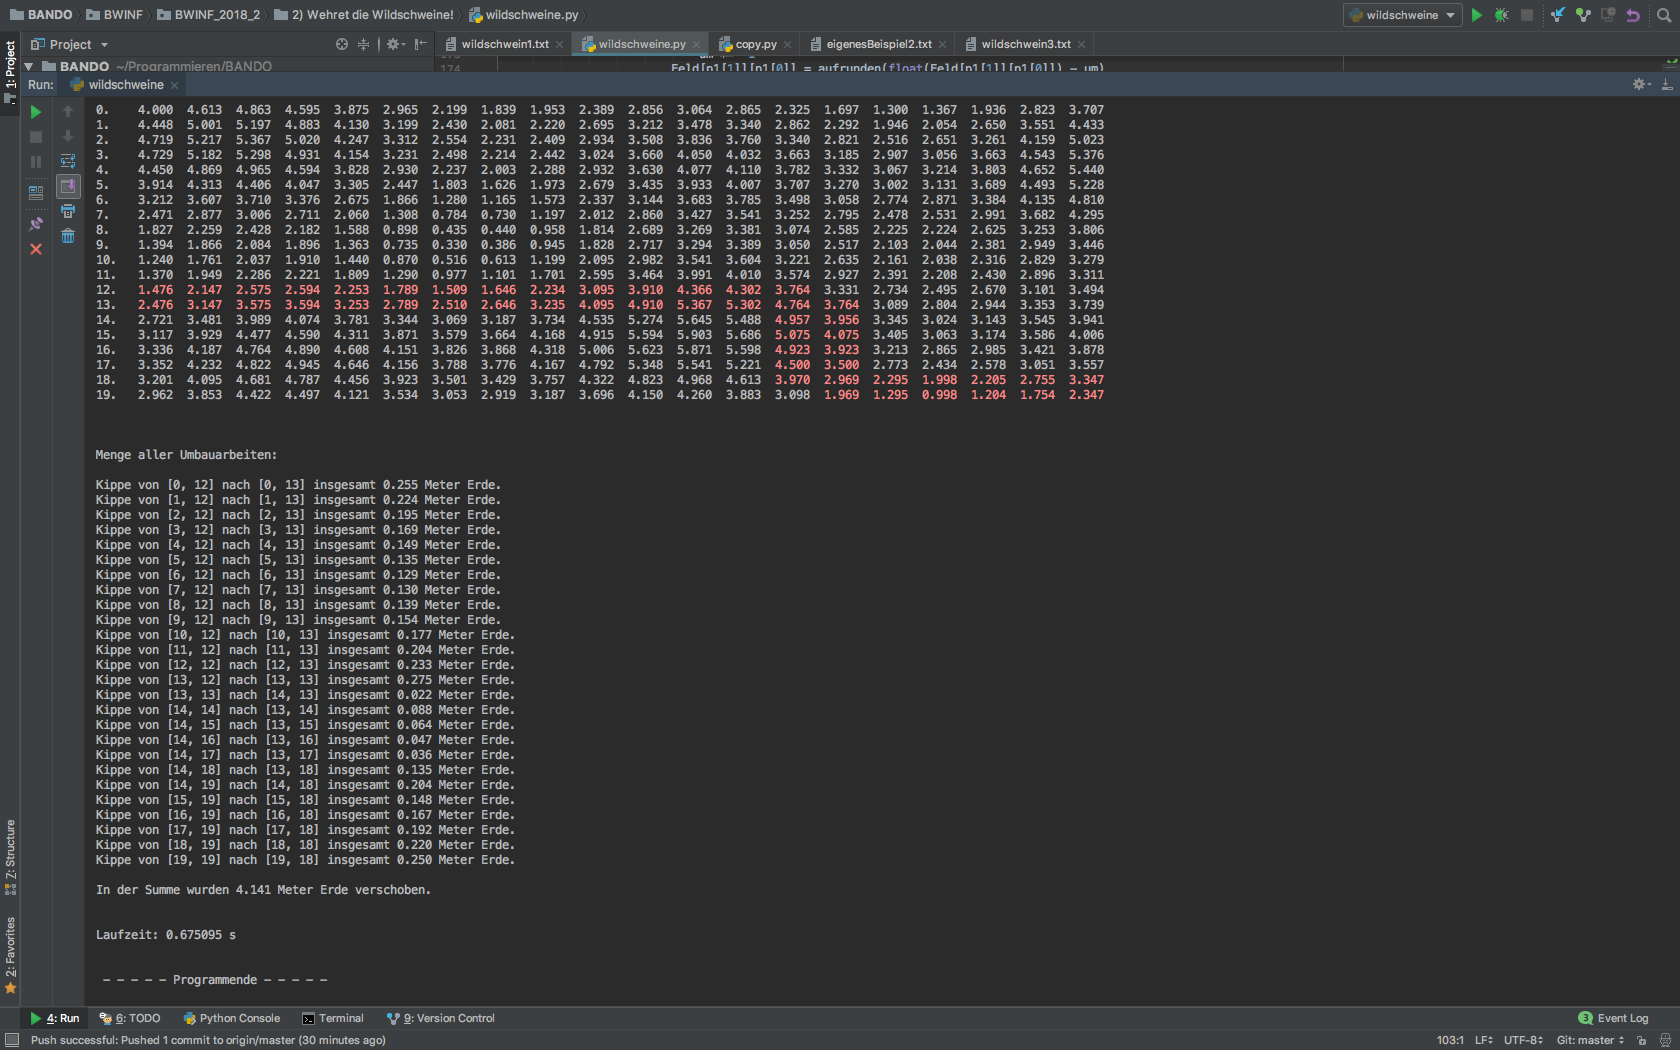 BANDO BWINF BWINF_2018_2 2) Wehret die Wildschweine! wildschweine.py wildschweine
1: Project
Project wildschwein1.txt wildschweine.py copy.py eigenesBeispiel2.txt wildschwein3.txt
BANDO ~/Programmieren/BANDO 174 Feld[p1[1]][p1[0]] = aufrunden(float(Feld[p1[1]][p1[0]]) - um)
Run: wildschweine
0. 4.000 4.613 4.863 4.595 3.875 2.965 2.199 1.839 1.953 2.389 2.856 3.064 2.865 2.325 1.697 1.300 1.367 1.936 2.823 3.707
1. 4.448 5.001 5.197 4.883 4.130 3.199 2.430 2.081 2.220 2.695 3.212 3.478 3.340 2.862 2.292 1.946 2.054 2.650 3.551 4.433
2. 4.719 5.217 5.367 5.020 4.247 3.312 2.554 2.231 2.409 2.934 3.508 3.836 3.760 3.340 2.821 2.516 2.651 3.261 4.159 5.023
3. 4.729 5.182 5.298 4.931 4.154 3.231 2.498 2.214 2.442 3.024 3.660 4.050 4.032 3.663 3.185 2.907 3.056 3.663 4.543 5.376
4. 4.450 4.869 4.965 4.594 3.828 2.930 2.237 2.003 2.288 2.932 3.630 4.077 4.110 3.782 3.332 3.067 3.214 3.803 4.652 5.440
5. 3.914 4.313 4.406 4.047 3.305 2.447 1.803 1.626 1.973 2.679 3.435 3.933 4.007 3.707 3.270 3.002 3.131 3.689 4.493 5.228
6. 3.212 3.607 3.710 3.376 2.675 1.866 1.280 1.165 1.573 2.337 3.144 3.683 3.785 3.498 3.058 2.774 2.871 3.384 4.135 4.810
7. 2.471 2.877 3.006 2.711 2.060 1.308 0.784 0.730 1.197 2.012 2.860 3.427 3.541 3.252 2.795 2.478 2.531 2.991 3.682 4.295
8. 1.827 2.259 2.428 2.182 1.588 0.898 0.435 0.440 0.958 1.814 2.689 3.269 3.381 3.074 2.585 2.225 2.224 2.625 3.253 3.806
9. 1.394 1.866 2.084 1.896 1.363 0.735 0.330 0.386 0.945 1.828 2.717 3.294 3.389 3.050 2.517 2.103 2.044 2.381 2.949 3.446
10. 1.240 1.761 2.037 1.910 1.440 0.870 0.516 0.613 1.199 2.095 2.982 3.541 3.604 3.221 2.635 2.161 2.038 2.316 2.829 3.279
11. 1.370 1.949 2.286 2.221 1.809 1.290 0.977 1.101 1.701 2.595 3.464 3.991 4.010 3.574 2.927 2.391 2.208 2.430 2.896 3.311
12. 1.476 2.147 2.575 2.594 2.253 1.789 1.509 1.646 2.234 3.095 3.910 4.366 4.302 3.764 3.331 2.734 2.495 2.670 3.101 3.494
13. 2.476 3.147 3.575 3.594 3.253 2.789 2.510 2.646 3.235 4.095 4.910 5.367 5.302 4.764 3.764 3.089 2.804 2.944 3.353 3.739
14. 2.721 3.481 3.989 4.074 3.781 3.344 3.069 3.187 3.734 4.535 5.274 5.645 5.488 4.957 3.956 3.345 3.024 3.143 3.545 3.941
15. 3.117 3.929 4.477 4.590 4.311 3.871 3.579 3.664 4.168 4.915 5.594 5.903 5.686 5.075 4.075 3.405 3.063 3.174 3.586 4.006
16. 3.336 4.187 4.764 4.890 4.608 4.151 3.826 3.868 4.318 5.006 5.623 5.871 5.598 4.923 3.923 3.213 2.865 2.985 3.421 3.878
17. 3.352 4.232 4.822 4.945 4.646 4.156 3.788 3.776 4.167 4.792 5.348 5.541 5.221 4.500 3.500 2.773 2.434 2.578 3.051 3.557
18. 3.201 4.095 4.681 4.787 4.456 3.923 3.501 3.429 3.757 4.322 4.823 4.968 4.613 3.970 2.969 2.295 1.998 2.205 2.755 3.347
19. 2.962 3.853 4.422 4.497 4.121 3.534 3.053 2.919 3.187 3.696 4.150 4.260 3.883 3.098 1.969 1.295 0.998 1.204 1.754 2.347
Menge aller Umbauarbeiten:
Kippe von [0, 12] nach [0, 13] insgesamt 0.255 Meter Erde.
Kippe von [1, 12] nach [1, 13] insgesamt 0.224 Meter Erde.
Kippe von [2, 12] nach [2, 13] insgesamt 0.195 Meter Erde.
Kippe von [3, 12] nach [3, 13] insgesamt 0.169 Meter Erde.
Kippe von [4, 12] nach [4, 13] insgesamt 0.149 Meter Erde.
Kippe von [5, 12] nach [5, 13] insgesamt 0.135 Meter Erde.
Kippe von [6, 12] nach [6, 13] insgesamt 0.129 Meter Erde.
Kippe von [7, 12] nach [7, 13] insgesamt 0.130 Meter Erde.
Kippe von [8, 12] nach [8, 13] insgesamt 0.139 Meter Erde.
Kippe von [9, 12] nach [9, 13] insgesamt 0.154 Meter Erde.
Kippe von [10, 12] nach [10, 13] insgesamt 0.177 Meter Erde.
Kippe von [11, 12] nach [11, 13] insgesamt 0.204 Meter Erde.
Kippe von [12, 12] nach [12, 13] insgesamt 0.233 Meter Erde.
Kippe von [13, 12] nach [13, 13] insgesamt 0.275 Meter Erde.
Kippe von [13, 13] nach [14, 13] insgesamt 0.022 Meter Erde.
Kippe von [14, 14] nach [13, 14] insgesamt 0.088 Meter Erde.
Kippe von [14, 15] nach [13, 15] insgesamt 0.064 Meter Erde.
Kippe von [14, 16] nach [13, 16] insgesamt 0.047 Meter Erde.
Kippe von [14, 17] nach [13, 17] insgesamt 0.036 Meter Erde.
Kippe von [14, 18] nach [13, 18] insgesamt 0.135 Meter Erde.
Kippe von [14, 19] nach [14, 18] insgesamt 0.204 Meter Erde.
Kippe von [15, 19] nach [15, 18] insgesamt 0.148 Meter Erde.
Kippe von [16, 19] nach [16, 18] insgesamt 0.167 Meter Erde.
Kippe von [17, 19] nach [17, 18] insgesamt 0.192 Meter Erde.
Kippe von [18, 19] nach [18, 18] insgesamt 0.220 Meter Erde.
Kippe von [19, 19] nach [19, 18] insgesamt 0.250 Meter Erde.
In der Summe wurden 4.141 Meter Erde verschoben.
Laufzeit: 0.675095 s
- - - - - Programmende - - - - -
7: Structure
2: Favorites
4: Run 6: TODO Python Console Terminal 9: Version Control 3 Event Log
Push successful: Pushed 1 commit to origin/master (30 minutes ago) 103:1 LF UTF-8 Git: master